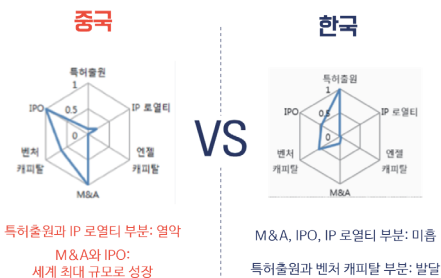 중국
VS
한국
특허출원
1
0.5
0
IPO
IP 로열티
벤처
캐피탈
엔젤
캐피탈
M&A
특허출원
1
0.5
0
IPO
IP 로열티
벤처
캐피탈
엔젤
캐피탈
M&A
특허출원과 IP 로열티 부분: 열악
M&A와 IPO:
세계 최대 규모로 성장
M&A, IPO, IP 로열티 부분: 미흡
특허출원과 벤처 캐피탈 부분: 발달